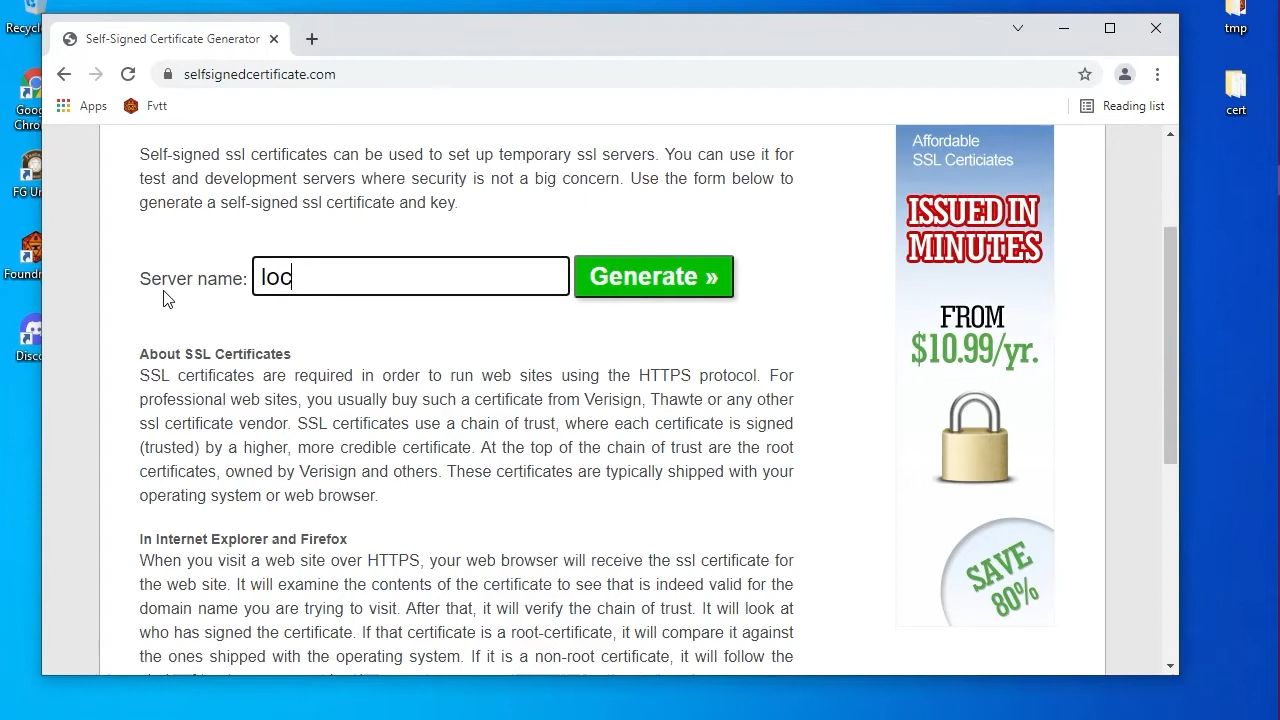 Recycl
Self-Signed Certificate Generator
tmp
selfsignedcertificate.com
Goog
Chron
Apps
Fvtt
Reading list
cert
Self-signed ssl certificates can be used to set up temporary ssl servers. You can use it for
test and development servers where security is not a big concern. Use the form below to
generate a self-signed ssl certificate and key.
Affordable
SSL Certiciates
ISSUED IN
MINUTES
FG Un
Server name: loc Generate »
Foundr
FROM
$10.99/yr.
Disco
About SSL Certificates
SSL certificates are required in order to run web sites using the HTTPS protocol. For
professional web sites, you usually buy such a certificate from Verisign, Thawte or any other
ssl certificate vendor. SSL certificates use a chain of trust, where each certificate is signed
(trusted) by a higher, more credible certificate. At the top of the chain of trust are the root
certificates, owned by Verisign and others. These certificates are typically shipped with your
operating system or web browser.
In Internet Explorer and Firefox
When you visit a web site over HTTPS, your web browser will receive the ssl certificate for
the web site. It will examine the contents of the certificate to see that is indeed valid for the
domain name you are trying to visit. After that, it will verify the chain of trust. It will look at
who has signed the certificate. If that certificate is a root-certificate, it will compare it against
the ones shipped with the operating system. If it is a non-root certificate, it will follow the
SAVE
80%